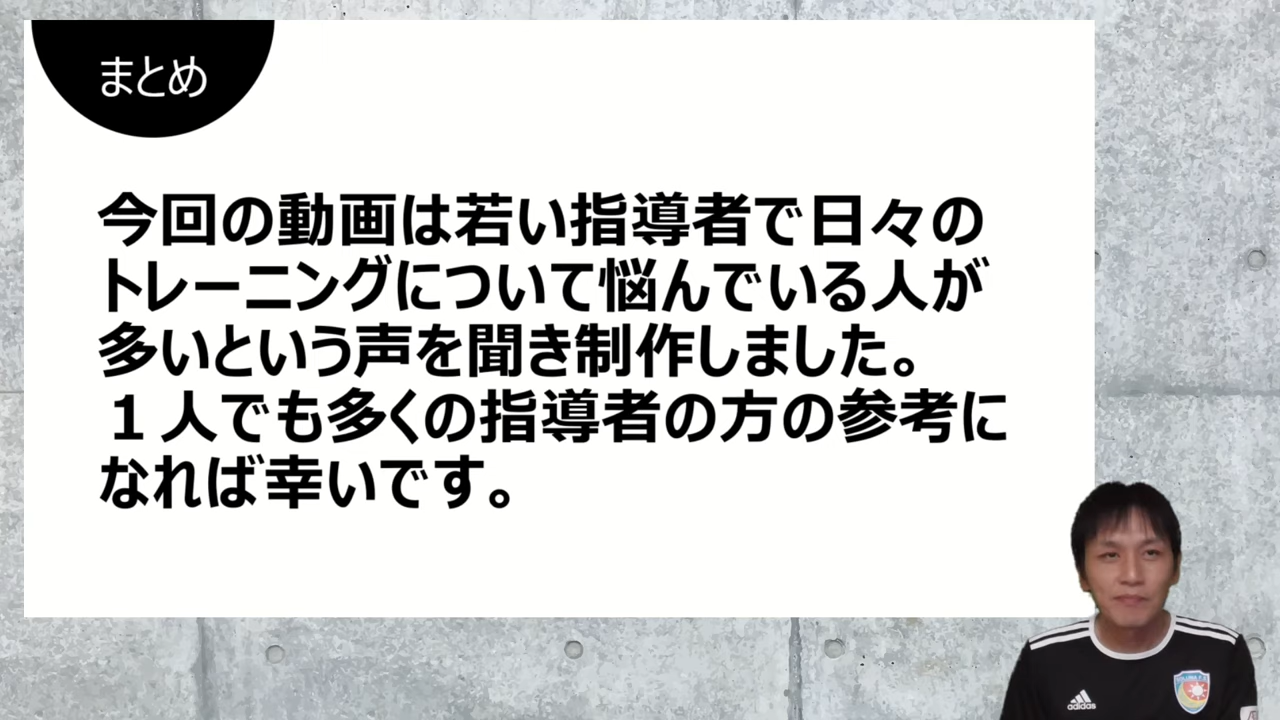 まとめ
今回の動画は若い指導者で日々の
トレーニングについて悩んでいる人が
多いという声を聞き制作しました。
１人でも多くの指導者の方の参考に
なれば幸いです。
adidas